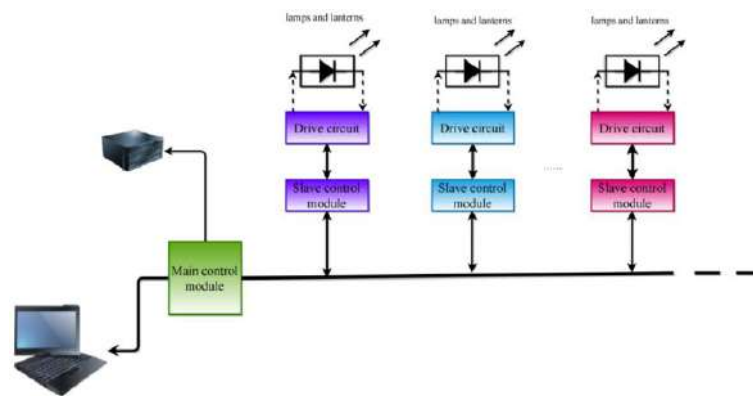 lamps and lanterns
lamps and lanterns
lamps and lanterns
Drive circuit
Drive circuit
Drive circuit
......
Slave control
module
Slave control
module
Slave control
module
Main control
module